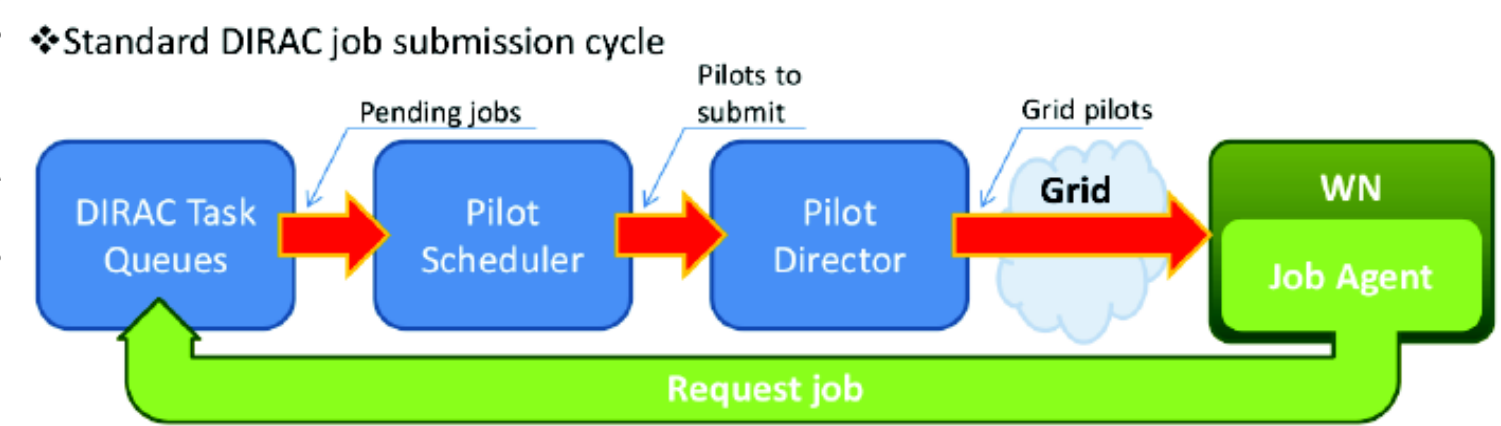 ❖Standard DIRAC job submission cycle
Pilots to
submit
Pending jobs
Grid pilots
DIRAC Task
Queues
Pilot
Scheduler
Pilot
Director
Grid
WN
Job Agent
Request job